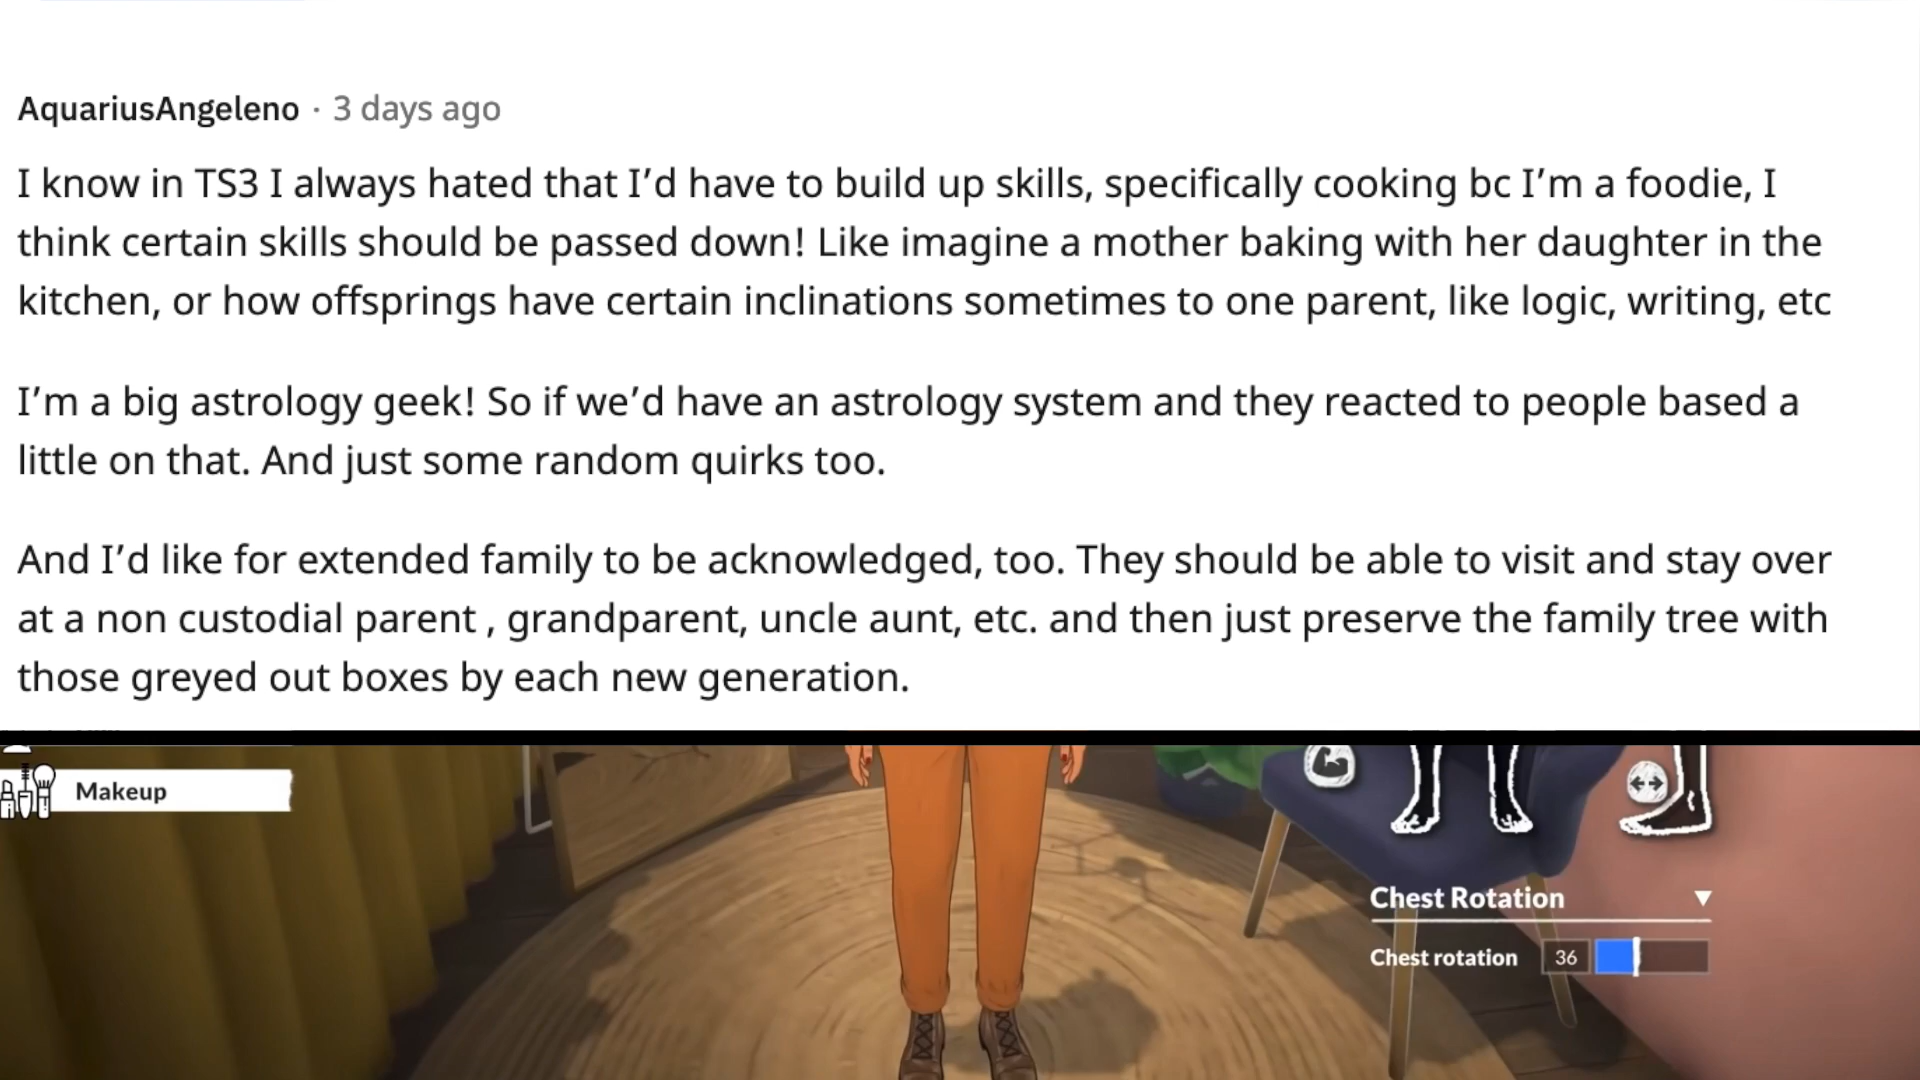 AquariusAngeleno · 3 days ago
I know in TS3 I always hated that I’d have to build up skills, specifically cooking bc I’m a foodie, I
think certain skills should be passed down! Like imagine a mother baking with her daughter in the
kitchen, or how offsprings have certain inclinations sometimes to one parent, like logic, writing, etc
I’m a big astrology geek! So if we’d have an astrology system and they reacted to people based a
little on that. And just some random quirks too.
And I’d like for extended family to be acknowledged, too. They should be able to visit and stay over
at a non custodial parent , grandparent, uncle aunt, etc. and then just preserve the family tree with
those greyed out boxes by each new generation.
Makeup
Chest Rotation
Chest rotation 36